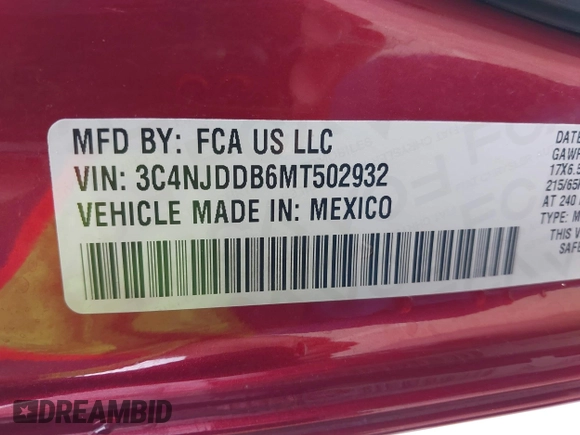 MFD BY: FCA US LLC
VIN: 3C4NJDDB6MT502932
VEHICLE MADE IN: MEXICO
DATE
GAWR
17X6.5
215/65R
AT 240
TYPE: M
THIS V
SAFE
DREAMBID